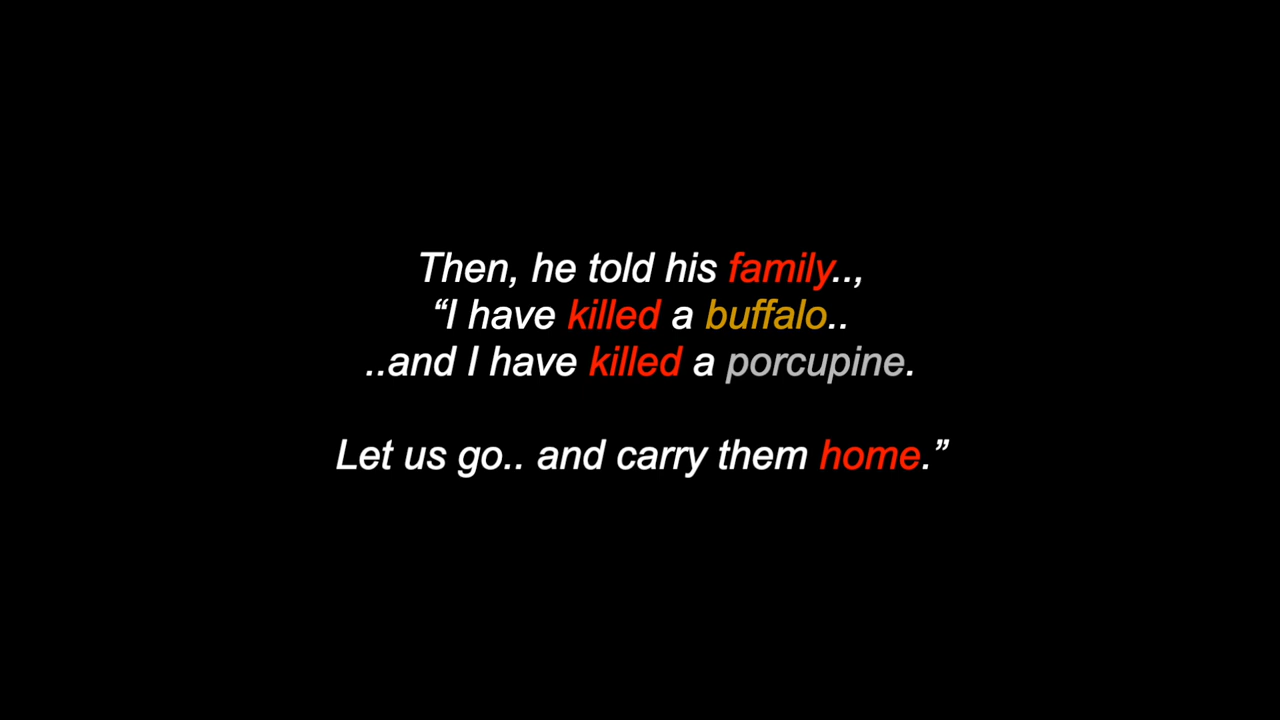 Then, he told his family..,
“I have killed a buffalo..
..and I have killed a porcupine.
Let us go.. and carry them home.”